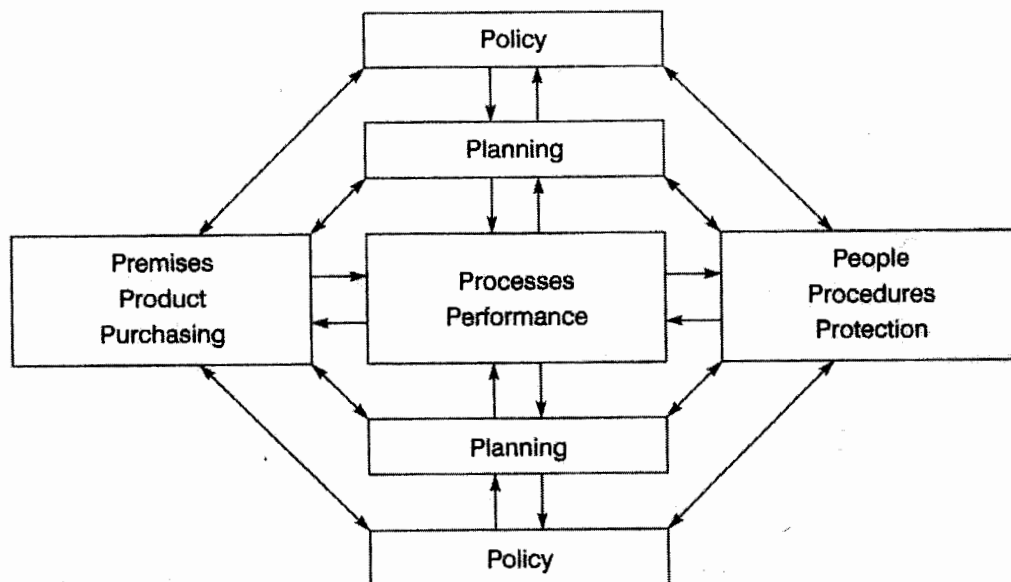 Policy
Planning
Premises
Product
Purchasing
Processes
Performance
People
Procedures
Protection
Planning
Policy